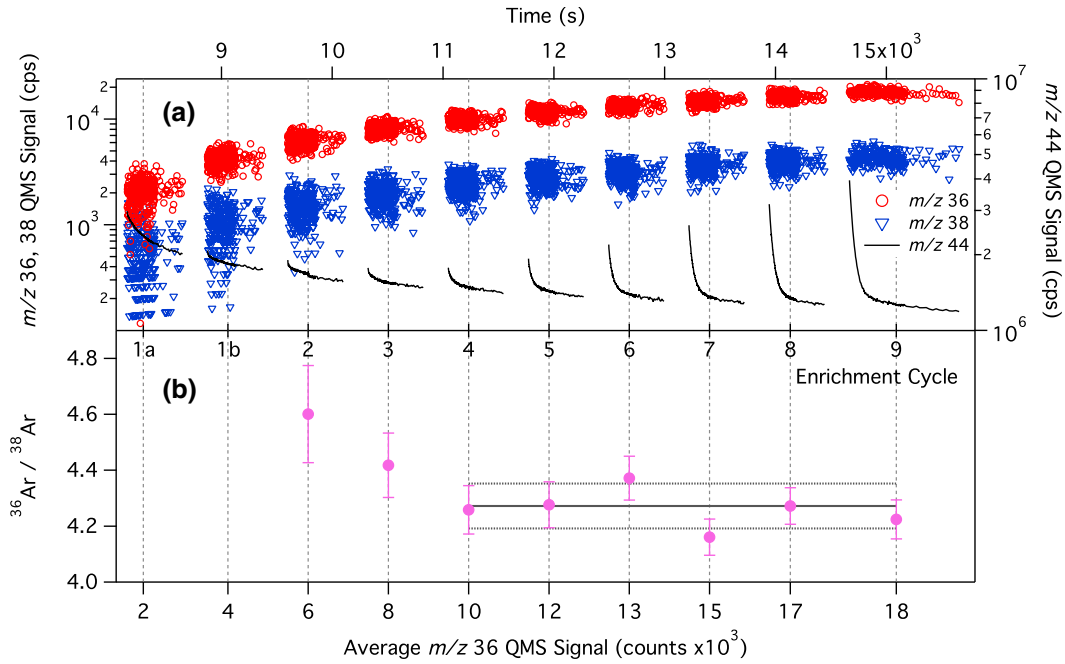 Time (s)
9 10 11 12 13 14 15x10³
m/z 36, 38 QMS Signal (cps)
2
10⁴
4
2
10³
4
2
(a)
10⁷
7
6
5
4
3
2
10⁶
m/z 44 QMS Signal (cps)
m/z 36
m/z 38
m/z 44
1a 1b 2 3 4 5 6 7 8 9
Enrichment Cycle
(b)
³⁶Ar / ³⁸Ar
4.8
4.6
4.4
4.2
4.0
2 4 6 8 10 12 13 15 17 18
Average m/z 36 QMS Signal (counts x10³)